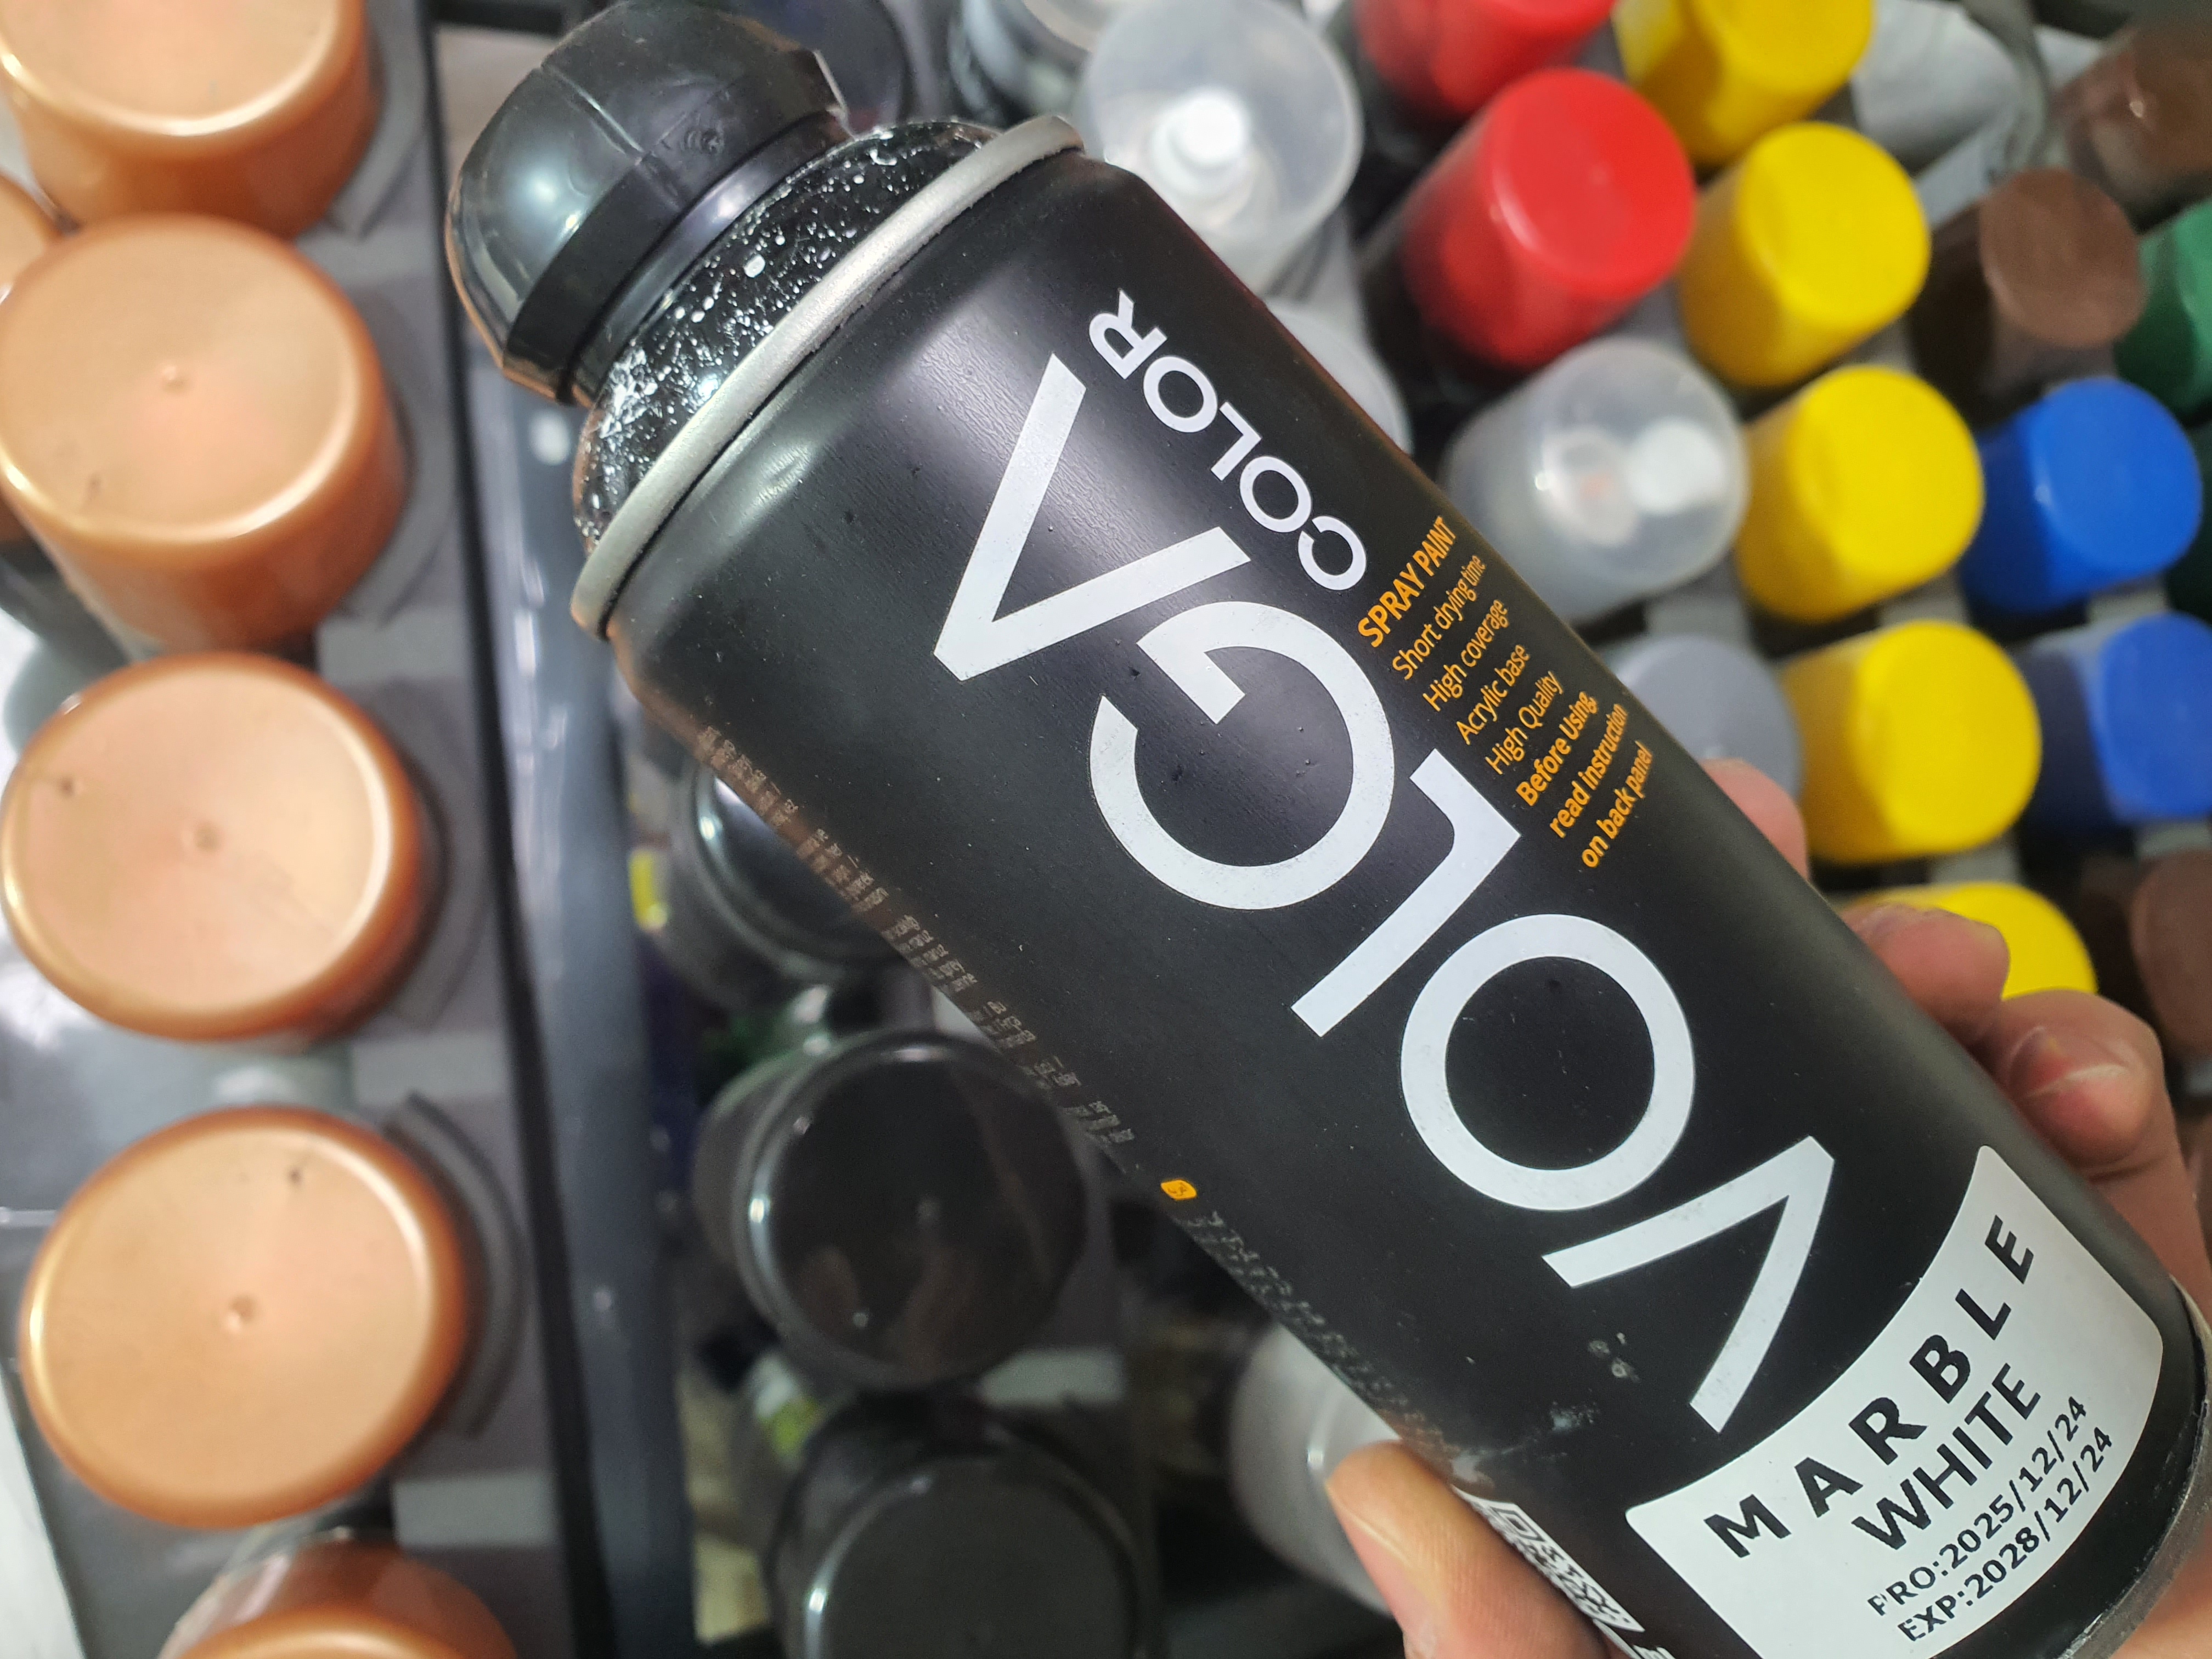 VOLGA
COLOR
SPRAY PAINT
Short drying time
High coverage
Acrylic base
High Quality
Before Using
read instruction
on back panel
MARBLE
WHITE
PRO:2025/12/24
EXP:2028/12/24